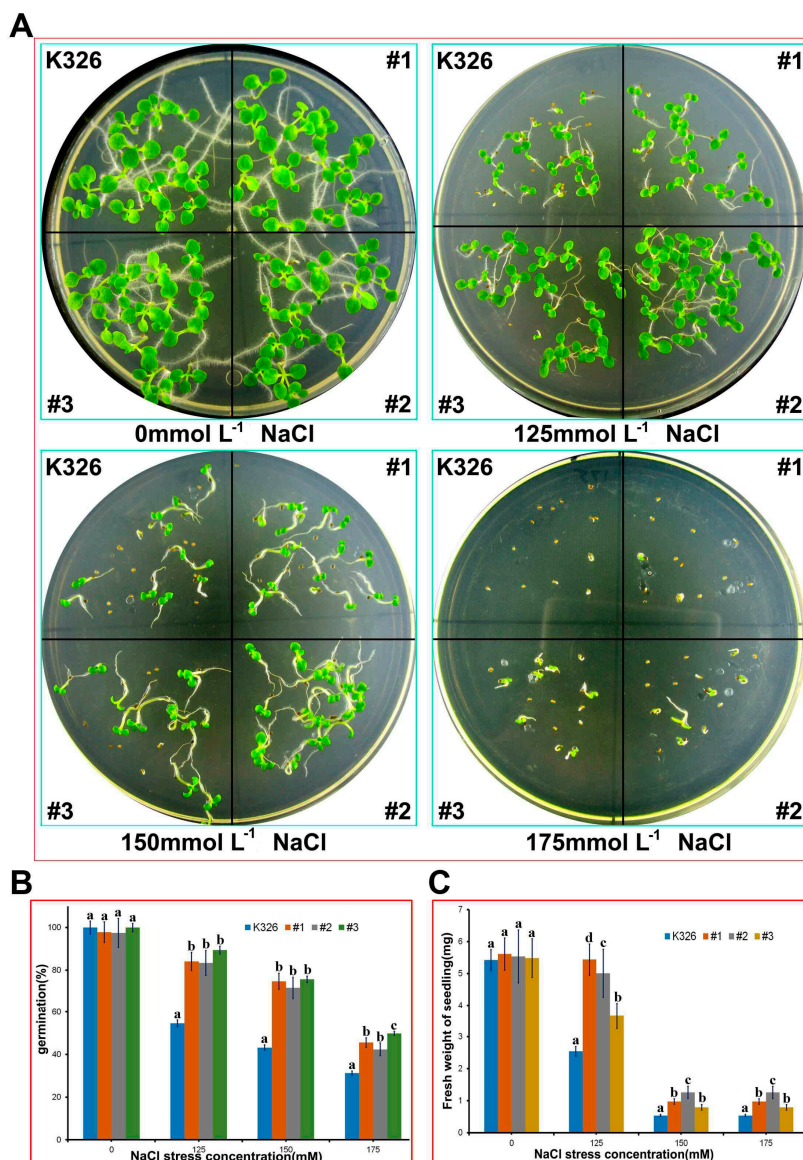 A
K326 #1
#3 #2
0mmol L⁻¹ NaCl
K326 #1
#3 #2
125mmol L⁻¹ NaCl
K326 #1
#3 #2
150mmol L⁻¹ NaCl
K326 #1
#3 #2
175mmol L⁻¹ NaCl
B
K326 #1 #2 #3
germination(%)
100
80
60
40
20
0
a a a a
a b b b
a b b b
a b b c
0 125 150 175
NaCl stress concentration(mM)
C
K326 #1 #2 #3
Fresh weight of seedling(mg)
7
6
5
4
3
2
1
0
a a a a
a d c b
a b c b
a b c b
0 125 150 175
NaCl stress concentration(mM)